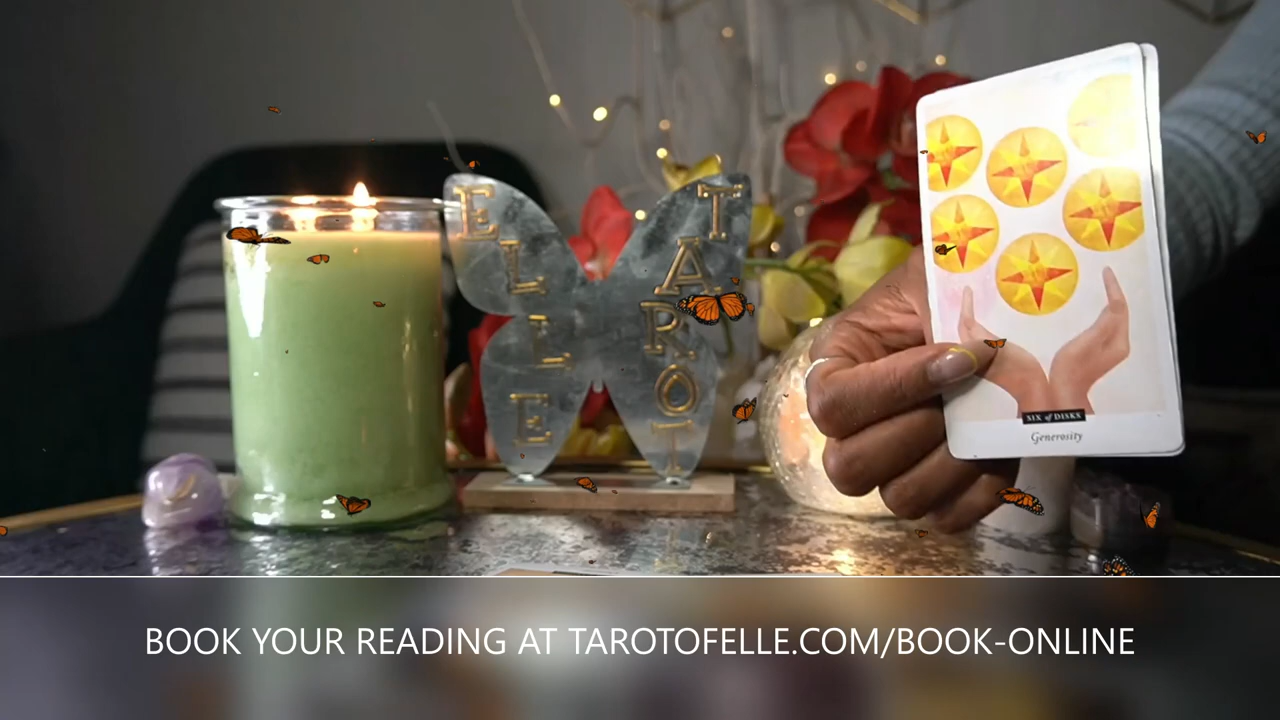 ELLE
TAROT
SIX of DISKS
Generosity
BOOK YOUR READING AT TAROTOFELLE.COM/BOOK-ONLINE